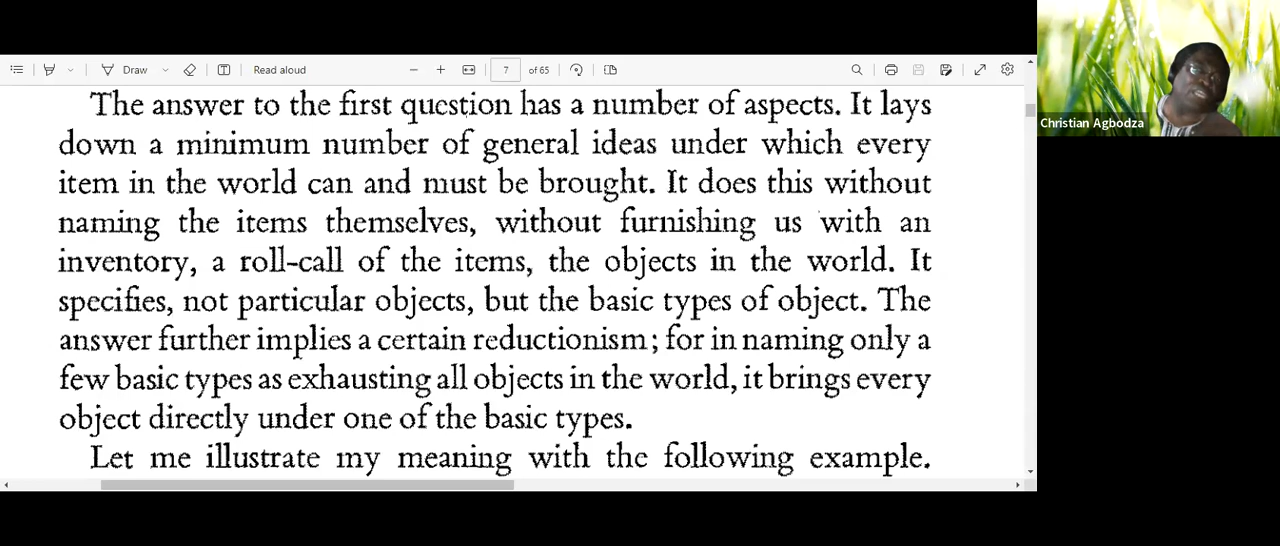 Draw
Read aloud
7 of 65
Christian Agbodza
The answer to the first question has a number of aspects. It lays
down a minimum number of general ideas under which every
item in the world can and must be brought. It does this without
naming the items themselves, without furnishing us with an
inventory, a roll-call of the items, the objects in the world. It
specifies, not particular objects, but the basic types of object. The
answer further implies a certain reductionism; for in naming only a
few basic types as exhausting all objects in the world, it brings every
object directly under one of the basic types.
Let me illustrate my meaning with the following example.